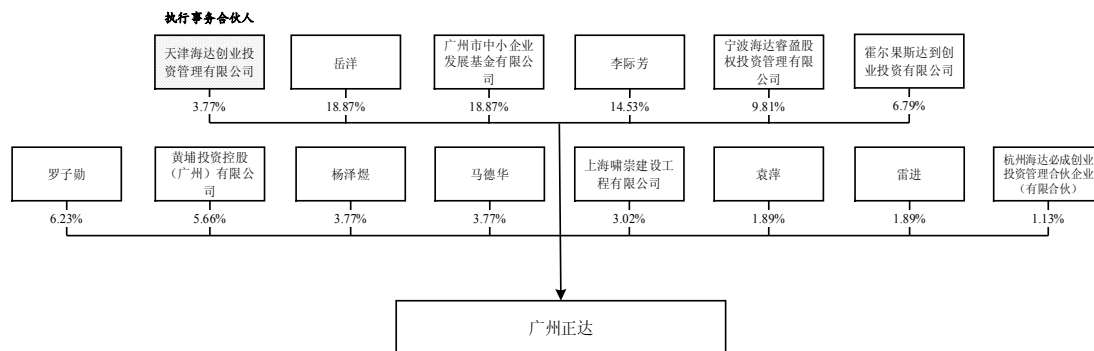 执行事务合伙人
天津海达创业投
资管理有限公司
岳洋
广州市中小企业
发展基金有限公
司
李际芳
宁波海达睿盈股
权投资管理有
限公司
霍尔果斯达到创
业投资有限公司
3.77%
18.87%
18.87%
14.53%
9.81%
6.79%
罗子勋
黄埔投资控股
（广州）有限公
司
杨泽煜
马德华
上海啸崇建设工
程有限公司
袁萍
雷进
杭州海达必成创业
投资管理合伙企业
（有限合伙）
6.23%
5.66%
3.77%
3.77%
3.02%
1.89%
1.89%
1.13%
广州正达